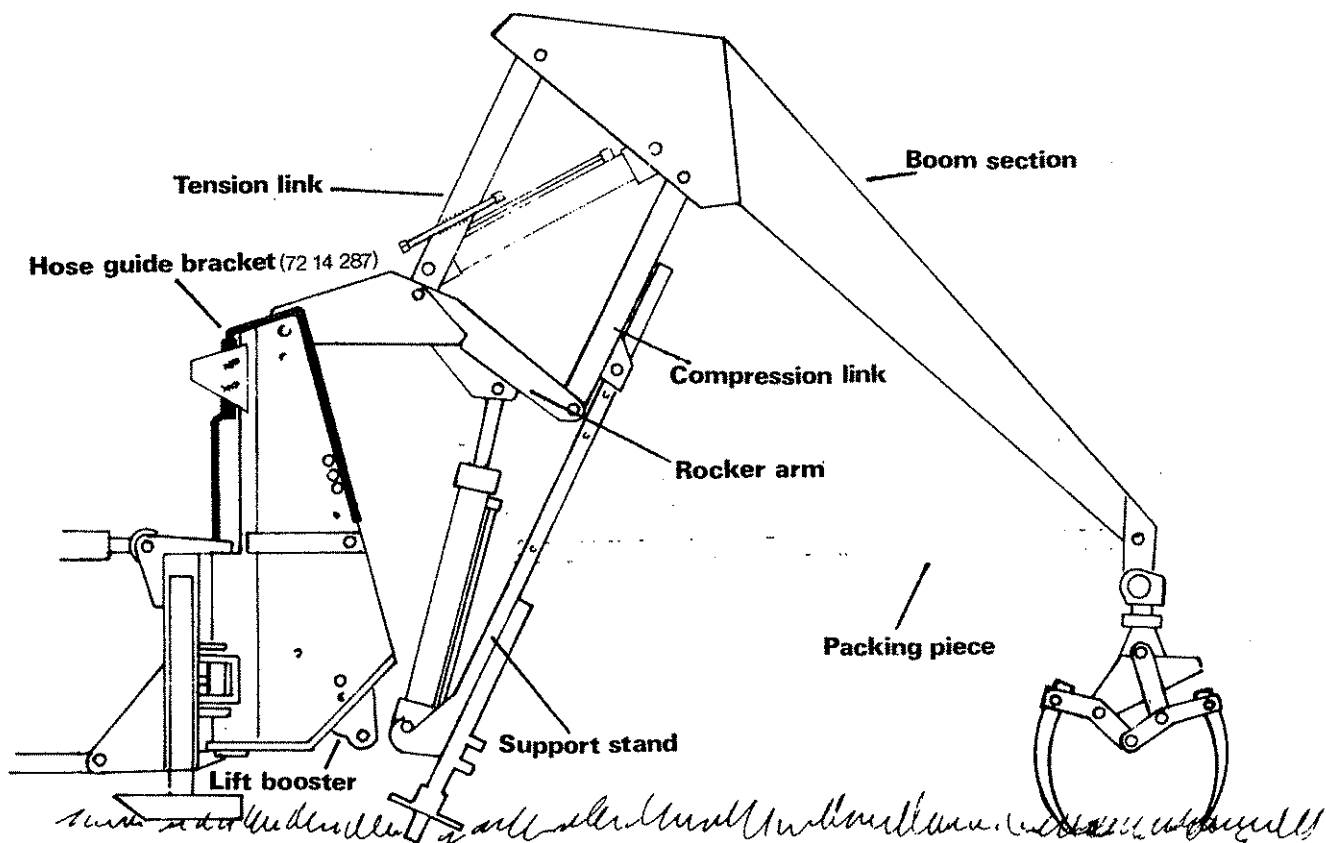 Boom section
Tension link
Hose guide bracket (72 14 287)
Compression link
Rocker arm
Packing piece
Support stand
Lift booster